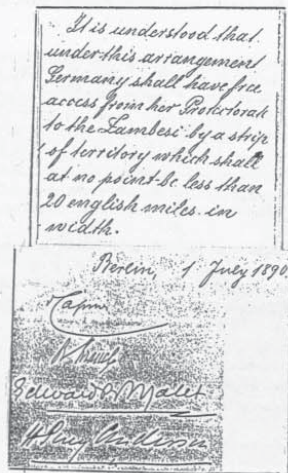 It is understood that
under this arrangement
Germany shall have free
access from her Protectorate
to the Zambesi by a strip
of territory which shall
at no point be less than
20 english miles in
width.
Berlin, 1 July 1890.
Edward B. Malet
H Percy Anderson